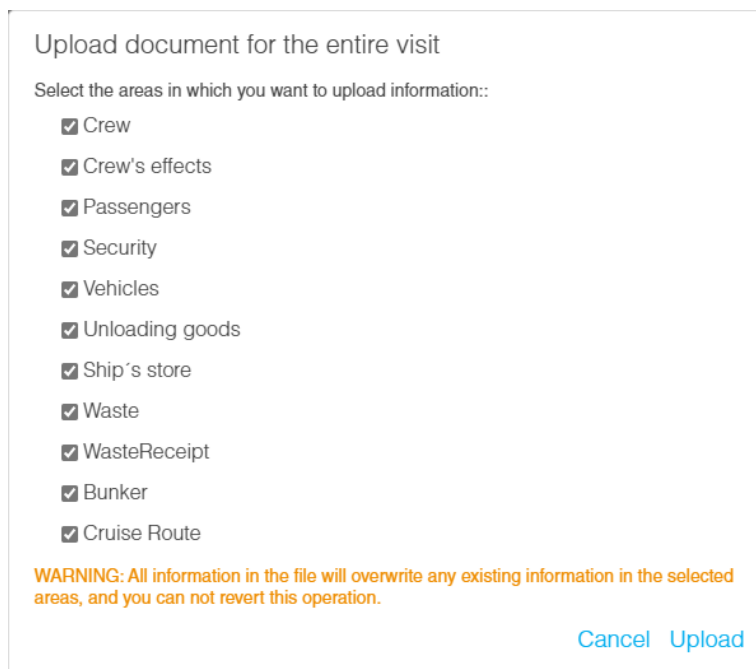 Upload document for the entire visit
Select the areas in which you want to upload information::
Crew
Crew's effects
Passengers
Security
Vehicles
Unloading goods
Ship´s store
Waste
WasteReceipt
Bunker
Cruise Route
WARNING: All information in the file will overwrite any existing information in the selected
areas, and you can not revert this operation.
Cancel Upload